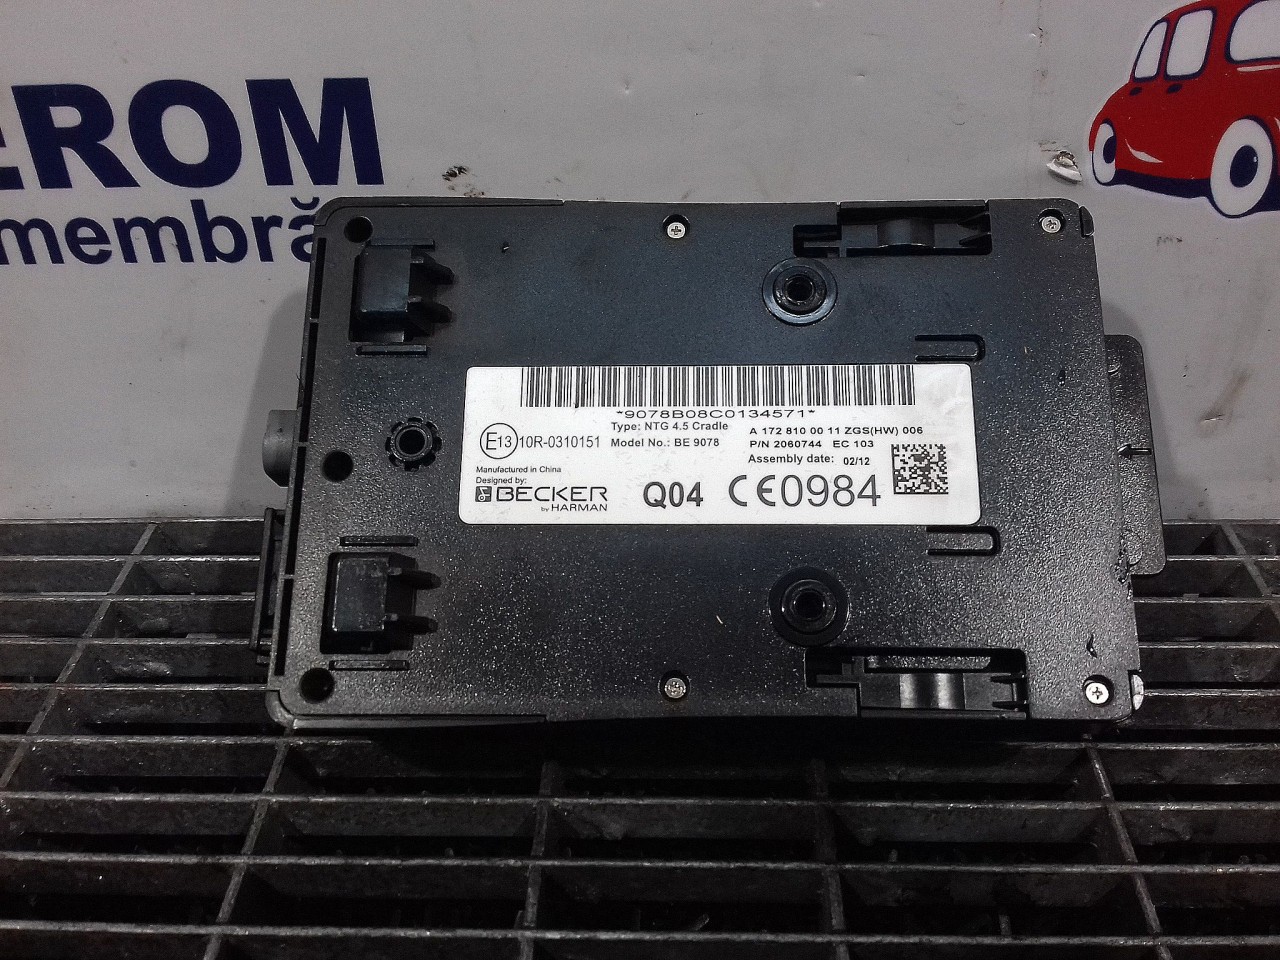 eROM
membră
*9078B08C0134571*
Type: NTG 4.5 Cradle
A 172 810 00 11 ZGS(HW) 006
E13 10R-0310151
Model No.: BE 9078
P/N 2060744 EC 103
Assembly date: 02/12
Manufactured in China
Designed by:
BECKER
by HARMAN
Q04
CE0984